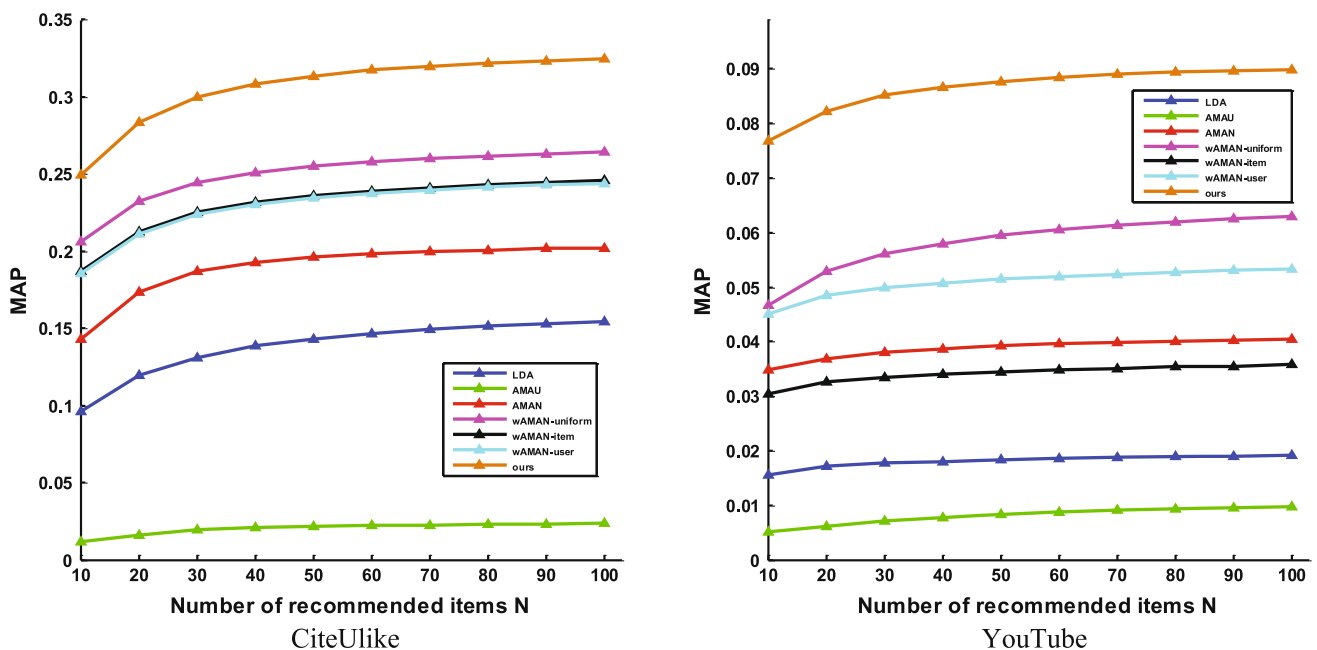 0.35
0.3
0.25
0.2
0.15
0.1
0.05
0
MAP
LDA
AMAU
AMAN
wAMAN-uniform
wAMAN-item
wAMAN-user
ours
10 20 30 40 50 60 70 80 90 100
Number of recommended items N
CiteUlike
0.09
0.08
0.07
0.06
0.05
0.04
0.03
0.02
0.01
0
MAP
LDA
AMAU
AMAN
wAMAN-uniform
wAMAN-item
wAMAN-user
ours
10 20 30 40 50 60 70 80 90 100
Number of recommended items N
YouTube